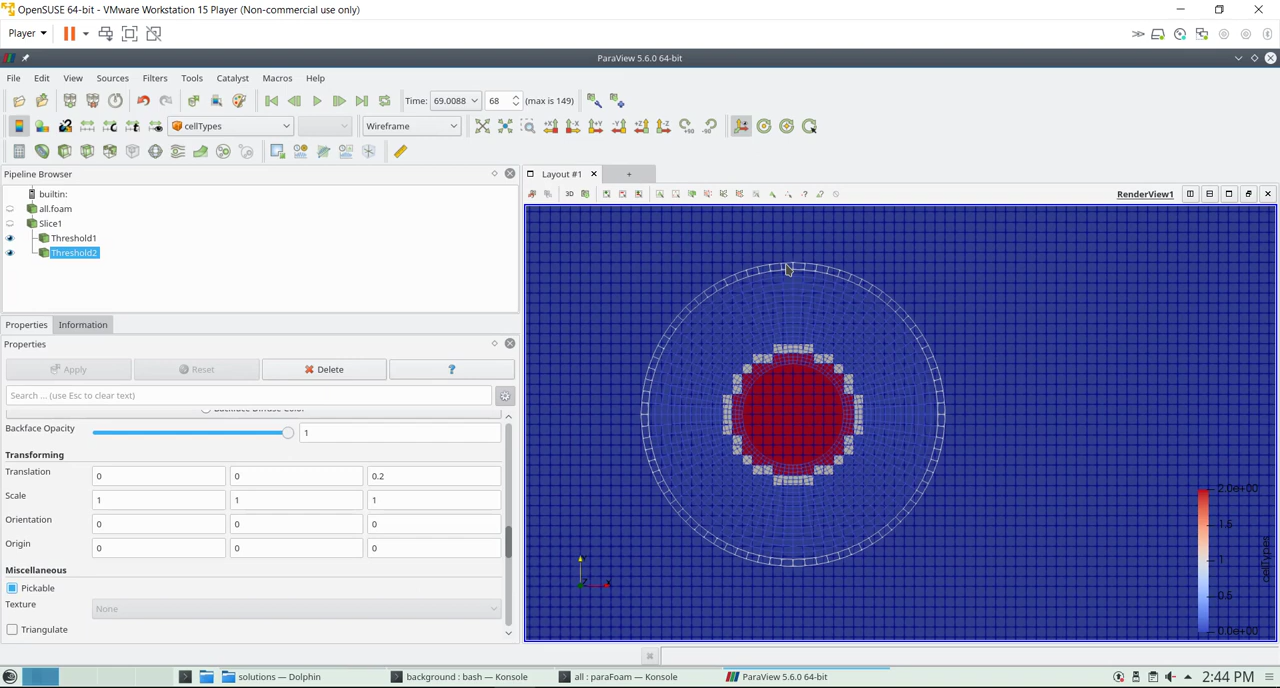 OpenSUSE 64-bit - VMware Workstation 15 Player (Non-commercial use only)
Player
ParaView 5.6.0 64-bit
File Edit View Sources Filters Tools Catalyst Macros Help
Time: 69.0088 68 (max is 149)
cellTypes Wireframe
Pipeline Browser
builtin:
all.foam
Slice1
Threshold1
Threshold2
Properties Information
Properties
Apply Reset Delete ?
Search ... (use Esc to clear text)
Backface Diffuse Color
Backface Opacity 1
Transforming
Translation 0 0 0.2
Scale 1 1 1
Orientation 0 0 0
Origin 0 0 0
Miscellaneous
Pickable
Texture None
Triangulate
Layout #1 +
3D RenderView1
2.0e+00
1.5
1
0.5
0.0e+00
cellTypes
Y
Z X
solutions — Dolphin
background : bash — Konsole
all : paraFoam — Konsole
ParaView 5.6.0 64-bit
2:44 PM